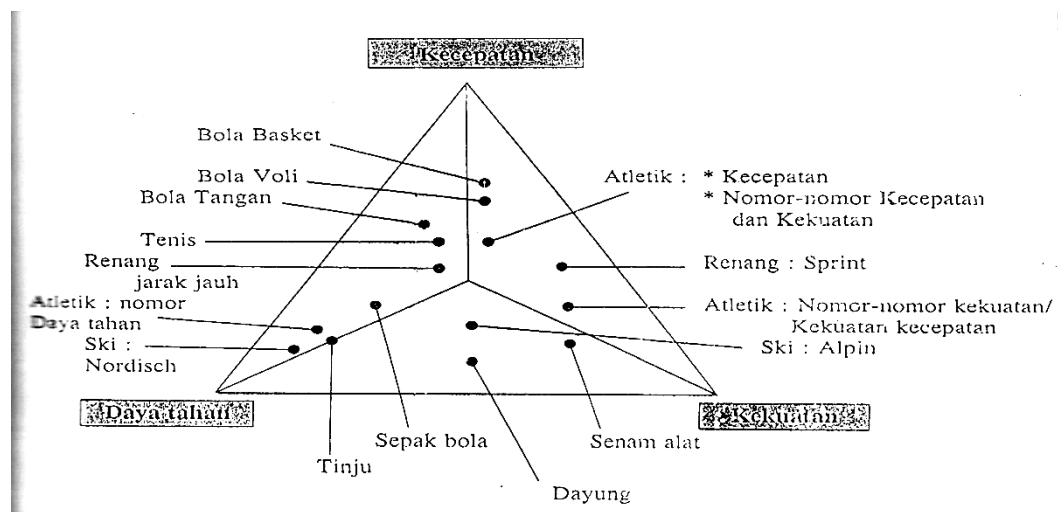 Kecepatan
Bola Basket
Bola Voli
Bola Tangan
Tenis
Renang
jarak jauh
Atletik : nomor
Daya tahan
Ski :
Nordisch
Atletik : * Kecepatan
* Nomor-nomor Kecepatan
dan Kekuatan
Renang : Sprint
Atletik : Nomor-nomor kekuatan/
Kekuatan kecepatan
Ski : Alpin
Daya tahan
Kekuatan
Sepak bola
Senam alat
Tinju
Dayung